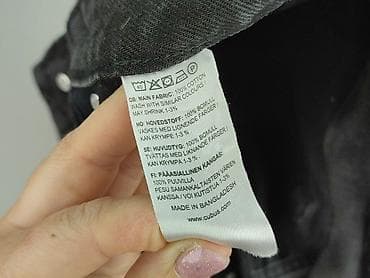 GB: MAIN FABRIC: 100% COTTON
WASH WITH SIMILAR COLOURS !
MAY SHRINK 1-3%
NO: HOVEDSTOFF: 100% BOMULL
VASKES MED LIGNENDE FARGER !
KAN KRYMPE 1-3 %
SE: HUVUDTYG: 100% BOMULL
TVÄTTAS MED LIKNANDE FÄRGER !
KAN KRYMPA 1-3 %
FI: PÄÄASIALLINEN KANGAS:
100% PUUVILLA
PESU SAMANKALTAISTEN VÄRIEN
KANSSA / VOI KUTISTUA 1-3%
MADE IN BANGLADESH
www.cubus.com